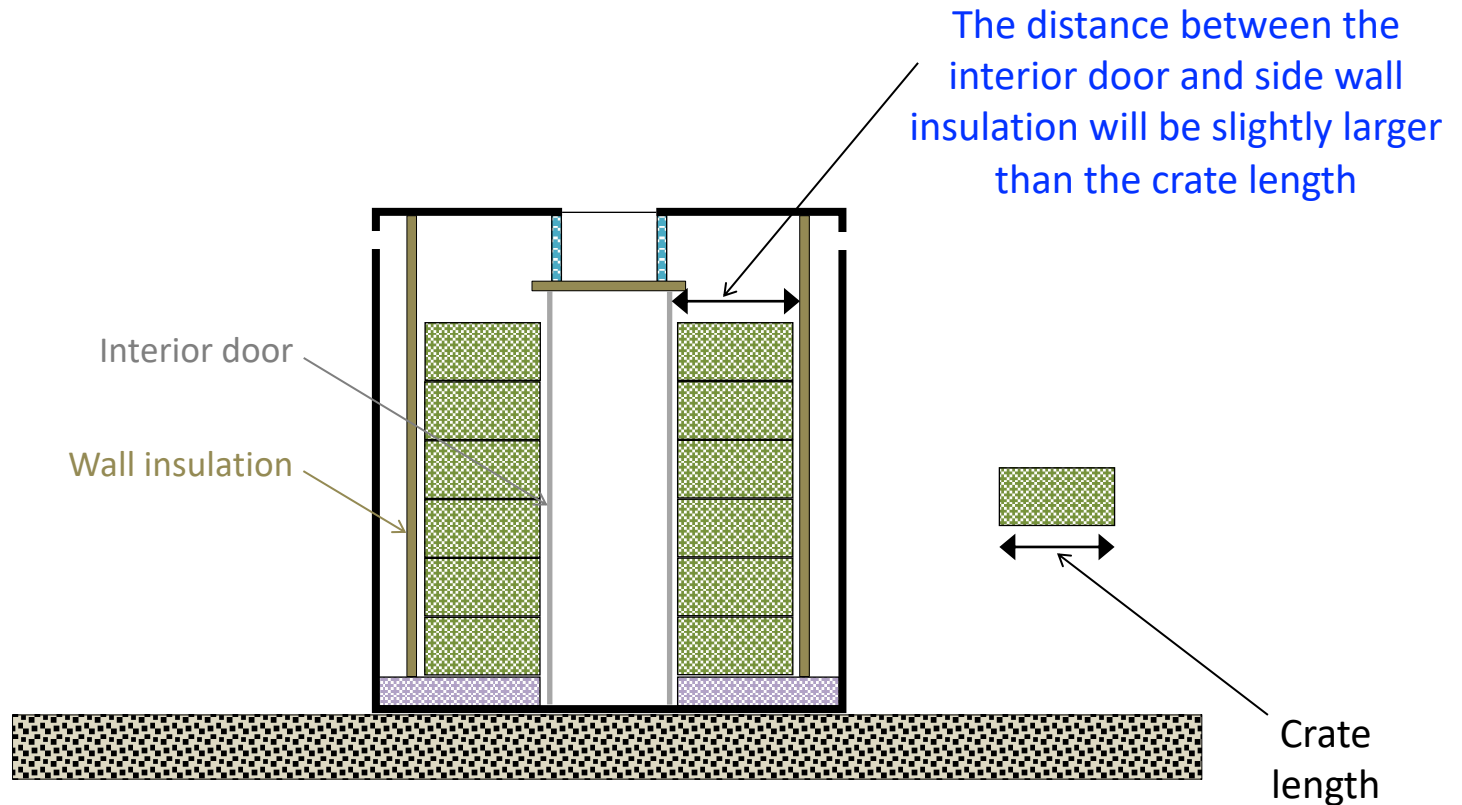 The distance between the
interior door and side wall
insulation will be slightly larger
than the crate length
Interior door
Wall insulation
Crate
length